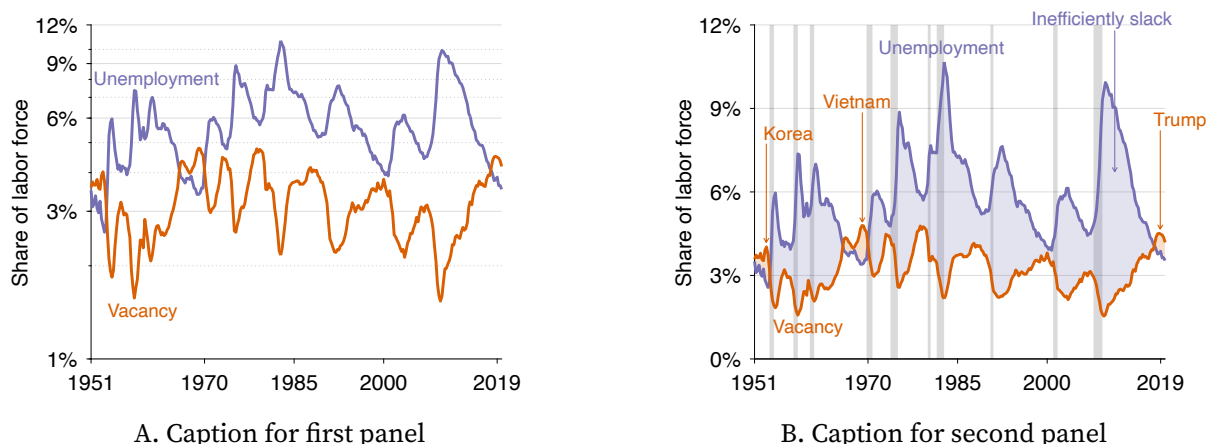 12%
9%
6%
3%
1%
Share of labor force
Unemployment
Vacancy
1951
1970
1985
2000
2019
A. Caption for first panel
12%
9%
6%
3%
0%
Share of labor force
Inefficiently slack
Unemployment
Vietnam
Korea
Trump
Vacancy
1951
1970
1985
2000
2019
B. Caption for second panel